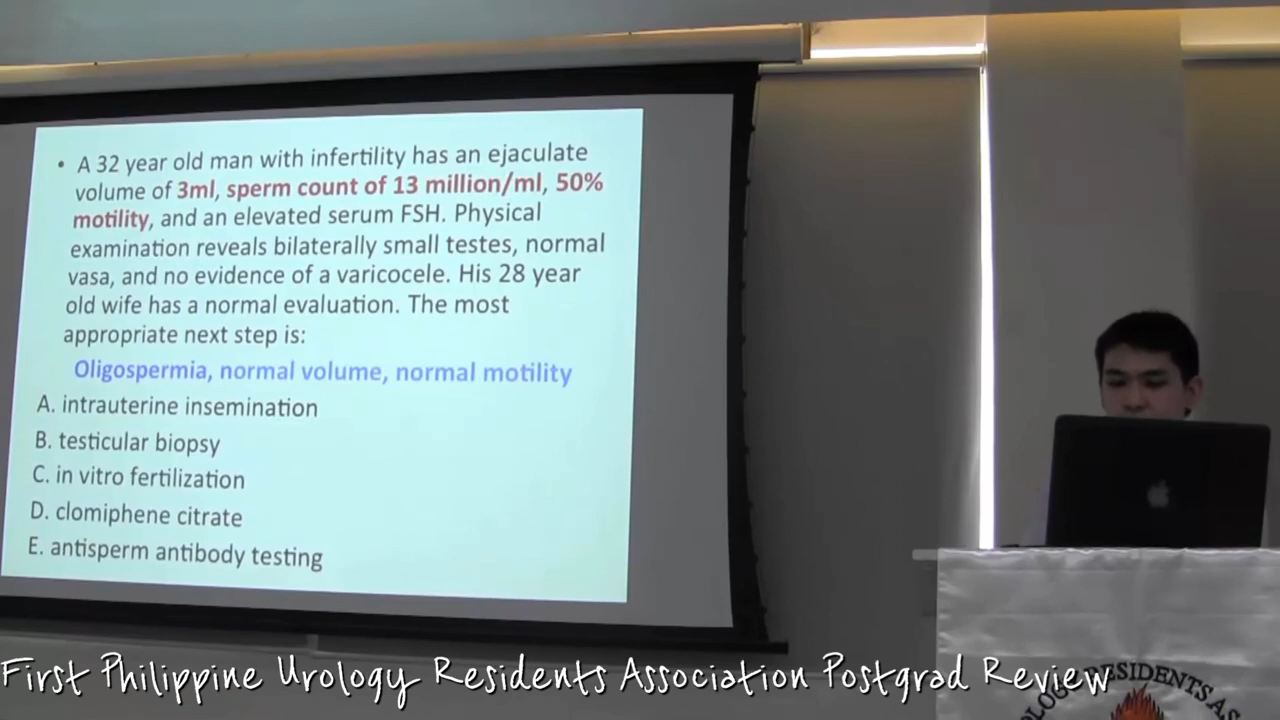 • A 32 year old man with infertility has an ejaculate
volume of 3ml, sperm count of 13 million/ml, 50%
motility, and an elevated serum FSH. Physical
examination reveals bilaterally small testes, normal
vasa, and no evidence of a varicocele. His 28 year
old wife has a normal evaluation. The most
appropriate next step is:
Oligospermia, normal volume, normal motility
A. intrauterine insemination
B. testicular biopsy
C. in vitro fertilization
D. clomiphene citrate
E. antisperm antibody testing
First Philippine Urology Residents Association Postgrad Review
RESIDENTS